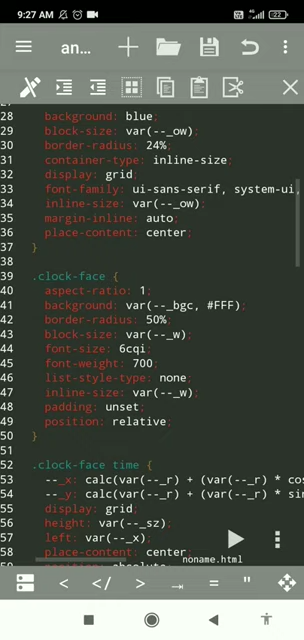 9:27 AM
22
an...
28 background: blue;
29 block-size: var(--_ow);
30 border-radius: 24%;
31 container-type: inline-size;
32 display: grid;
33 font-family: ui-sans-serif, system-ui,
34 inline-size: var(--_ow);
35 margin-inline: auto;
36 place-content: center;
37 }
38
39 .clock-face {
40 aspect-ratio: 1;
41 background: var(--_bgc, #FFF);
42 border-radius: 50%;
43 block-size: var(--_w);
44 font-size: 6cqi;
45 font-weight: 700;
46 list-style-type: none;
47 inline-size: var(--_w);
48 padding: unset;
49 position: relative;
50 }
51
52 .clock-face time {
53 --_x: calc(var(--_r) + (var(--_r) * cos
54 --_y: calc(var(--_r) + (var(--_r) * sin
55 display: grid;
56 height: var(--_sz);
57 left: var(--_x);
58 place-content: center;
noname.html
< </ > = "